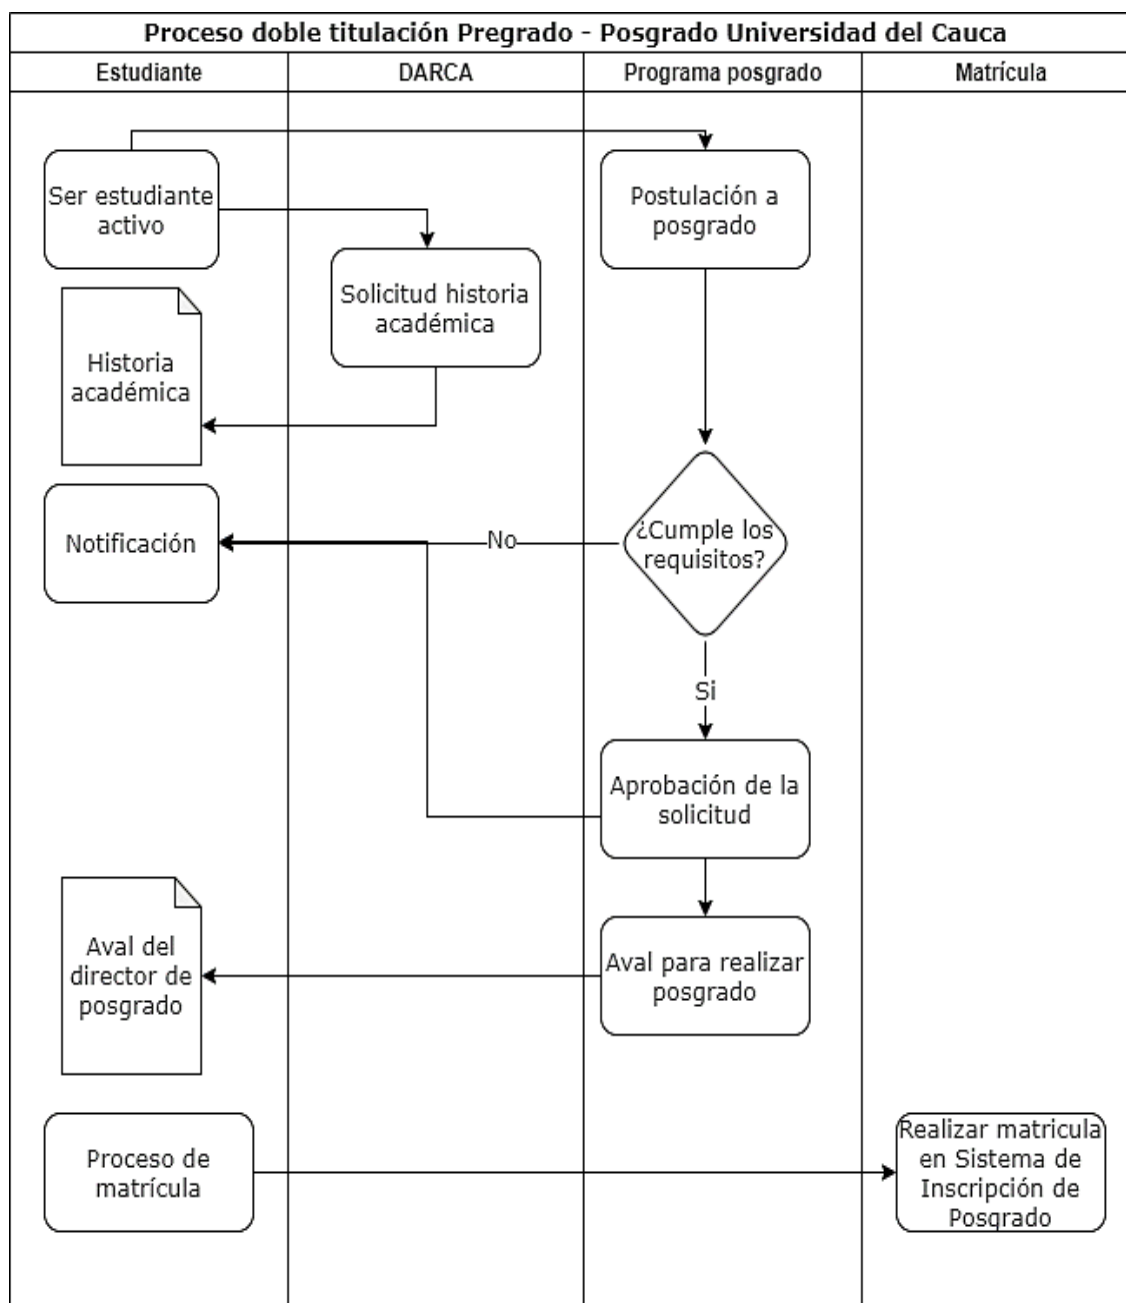 Proceso doble titulación Pregrado - Posgrado Universidad del Cauca
Estudiante
DARCA
Programa posgrado
Matrícula
Ser estudiante
activo
Postulación a
posgrado
Solicitud historia
académica
Historia
académica
Notificación
No
¿Cumple los
requisitos?
Si
Aprobación de la
solicitud
Aval del
director de
posgrado
Aval para realizar
posgrado
Proceso de
matrícula
Realizar matricula
en Sistema de
Inscripción de
Posgrado